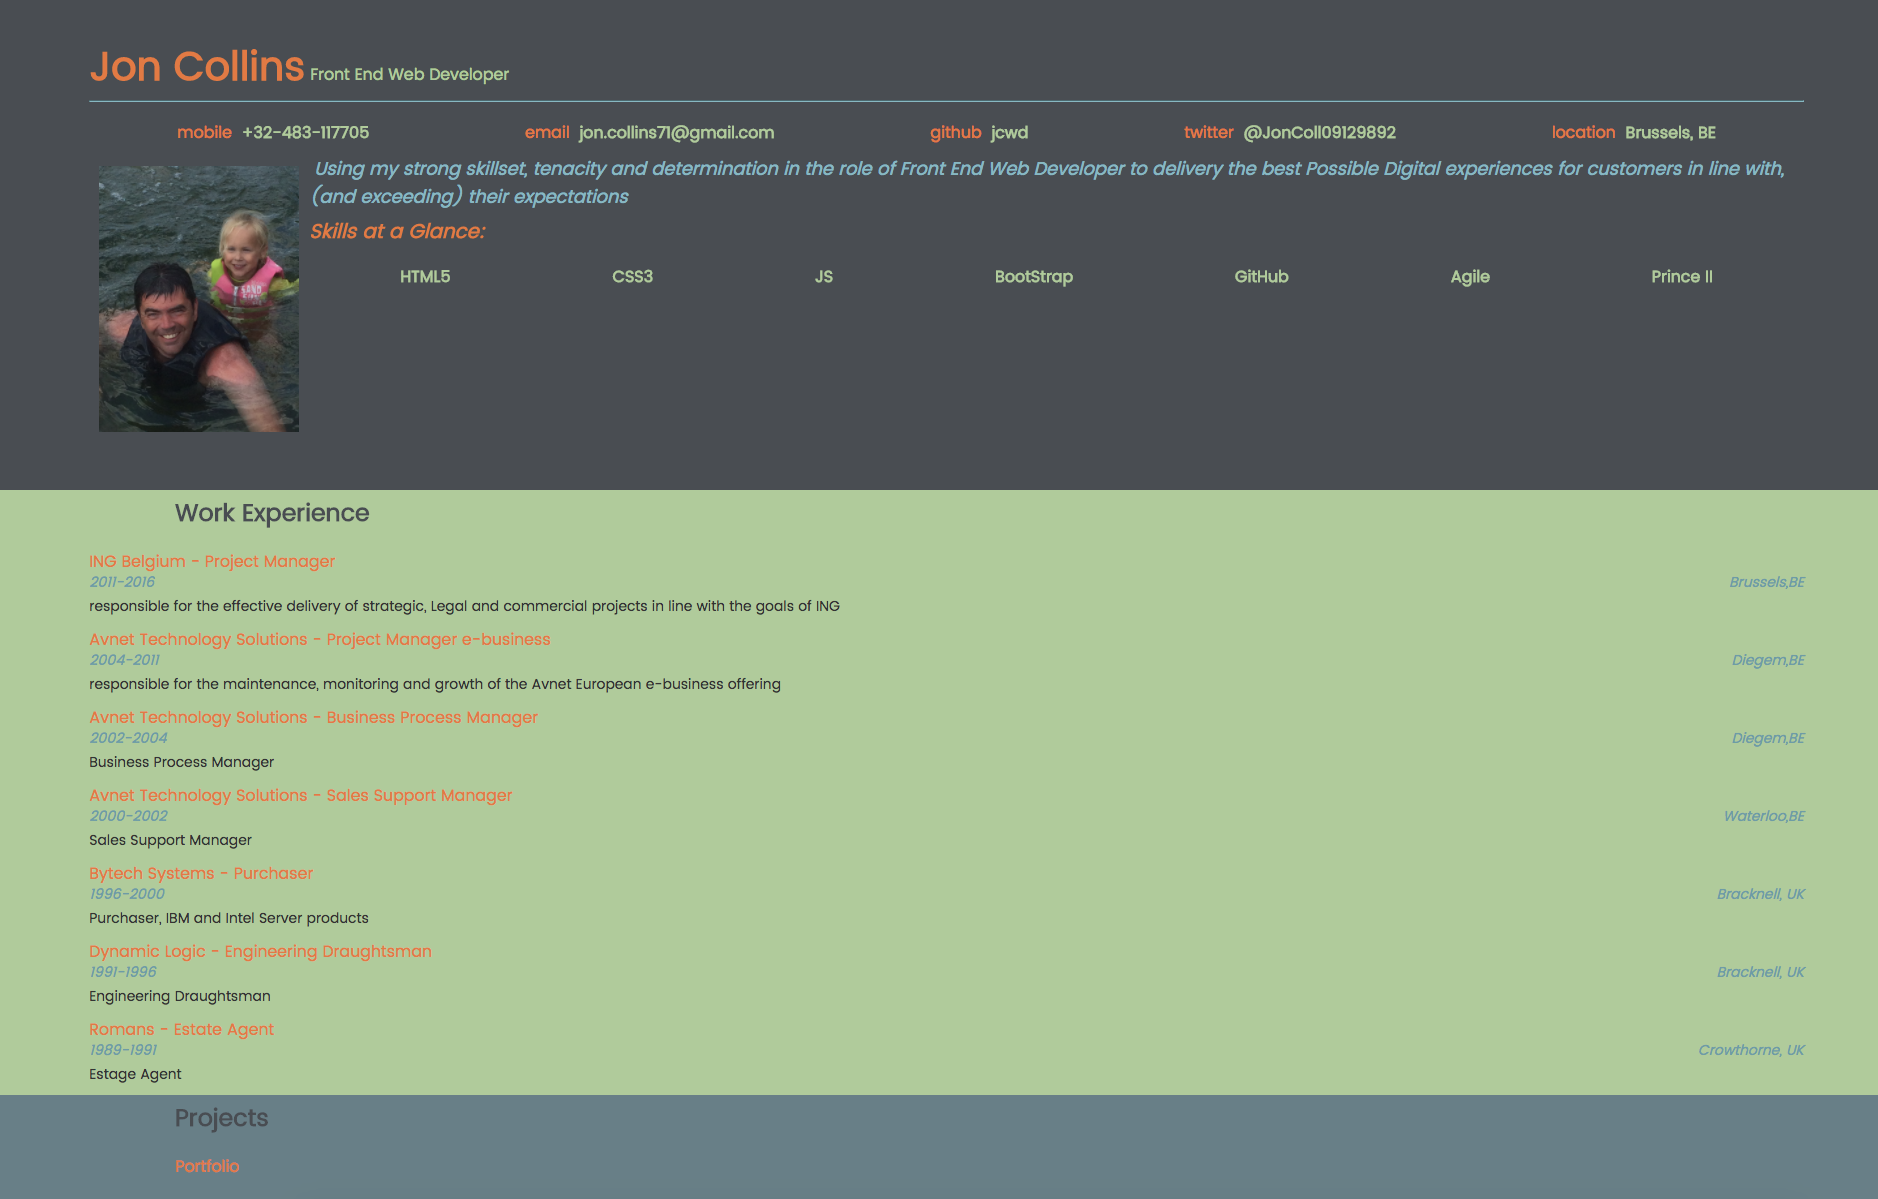 Jon Collins Front End Web Developer
mobile +32-483-117705 email jon.collins71@gmail.com github jcwd twitter @JonColl09129892 location Brussels, BE
Using my strong skillset, tenacity and determination in the role of Front End Web Developer to delivery the best Possible Digital experiences for customers in line with,
(and exceeding) their expectations
Skills at a Glance:
HTML5 CSS3 JS BootStrap GitHub Agile Prince II
Work Experience
ING Belgium - Project Manager
2011-2016 Brussels,BE
responsible for the effective delivery of strategic, Legal and commercial projects in line with the goals of ING
Avnet Technology Solutions - Project Manager e-business
2004-2011 Diegem,BE
responsible for the maintenance, monitoring and growth of the Avnet European e-business offering
Avnet Technology Solutions - Business Process Manager
2002-2004 Diegem,BE
Business Process Manager
Avnet Technology Solutions - Sales Support Manager
2000-2002 Waterloo,BE
Sales Support Manager
Bytech Systems - Purchaser
1996-2000 Bracknell, UK
Purchaser, IBM and Intel Server products
Dynamic Logic - Engineering Draughtsman
1991-1996 Bracknell, UK
Engineering Draughtsman
Romans - Estate Agent
1989-1991 Crowthorne, UK
Estage Agent
Projects
Portfolio